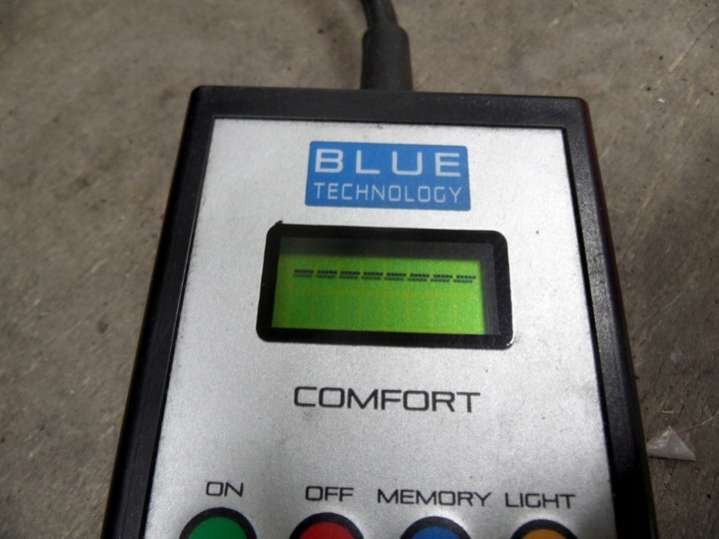 BLUE
TECHNOLOGY
COMFORT
ON OFF MEMORY LIGHT